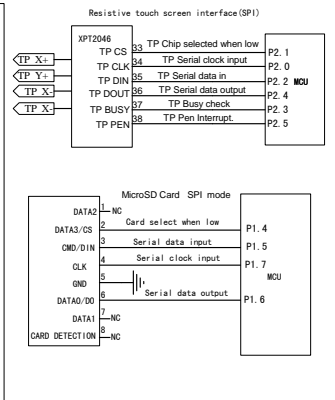 Resistive touch screen interface(SPI)
XPT2046
TP X+
TP Y+
TP X-
TP X-
TP CS 33 TP Chip selected when low P2. 1
TP CLK 34 TP Serial clock input P2. 0
TP DIN 35 TP Serial data in P2. 2 MCU
TP DOUT 36 TP Serial data output P2. 4
TP BUSY 37 TP Busy check P2. 3
TP PEN 38 TP Pen Interrupt. P2. 5
MicroSD Card SPI mode
DATA2 1 NC
DATA3/CS 2 Card select when low P1. 4
CMD/DIN 3 Serial data input P1. 5
CLK 4 Serial clock input P1. 7
GND 5 MCU
DATA0/DO 6 Serial data output P1. 6
DATA1 7 NC
CARD DETECTION 8 NC